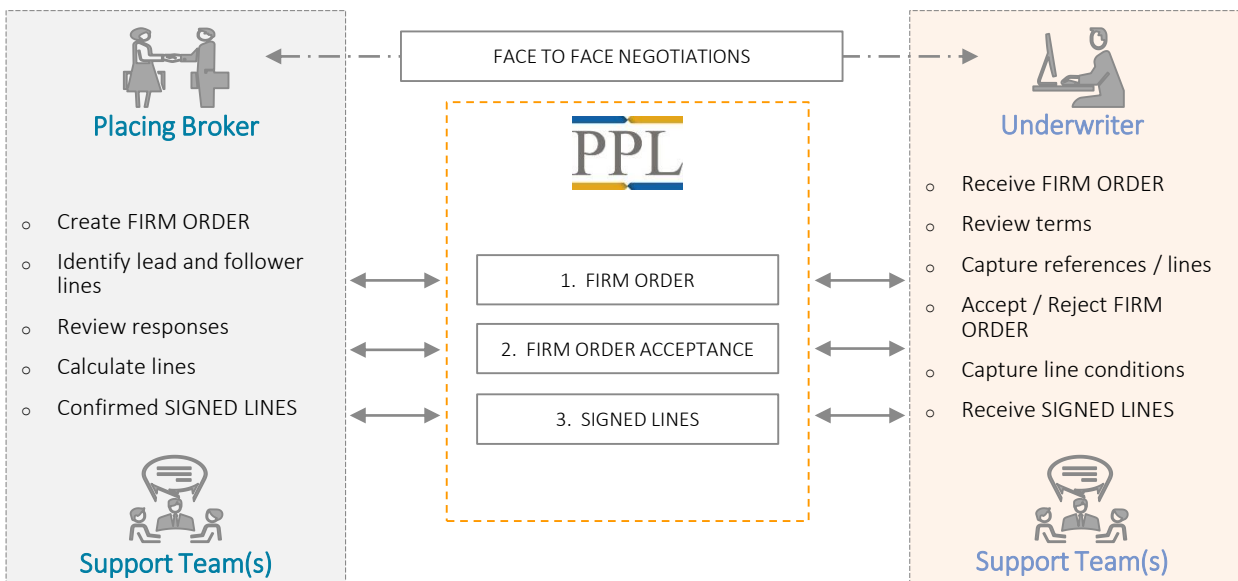 FACE TO FACE NEGOTIATIONS
Placing Broker
○ Create FIRM ORDER
○ Identify lead and follower
lines
○ Review responses
○ Calculate lines
○ Confirmed SIGNED LINES
Support Team(s)
PPL
1. FIRM ORDER
2. FIRM ORDER ACCEPTANCE
3. SIGNED LINES
Underwriter
○ Receive FIRM ORDER
○ Review terms
○ Capture references / lines
○ Accept / Reject FIRM
ORDER
○ Capture line conditions
○ Receive SIGNED LINES
Support Team(s)